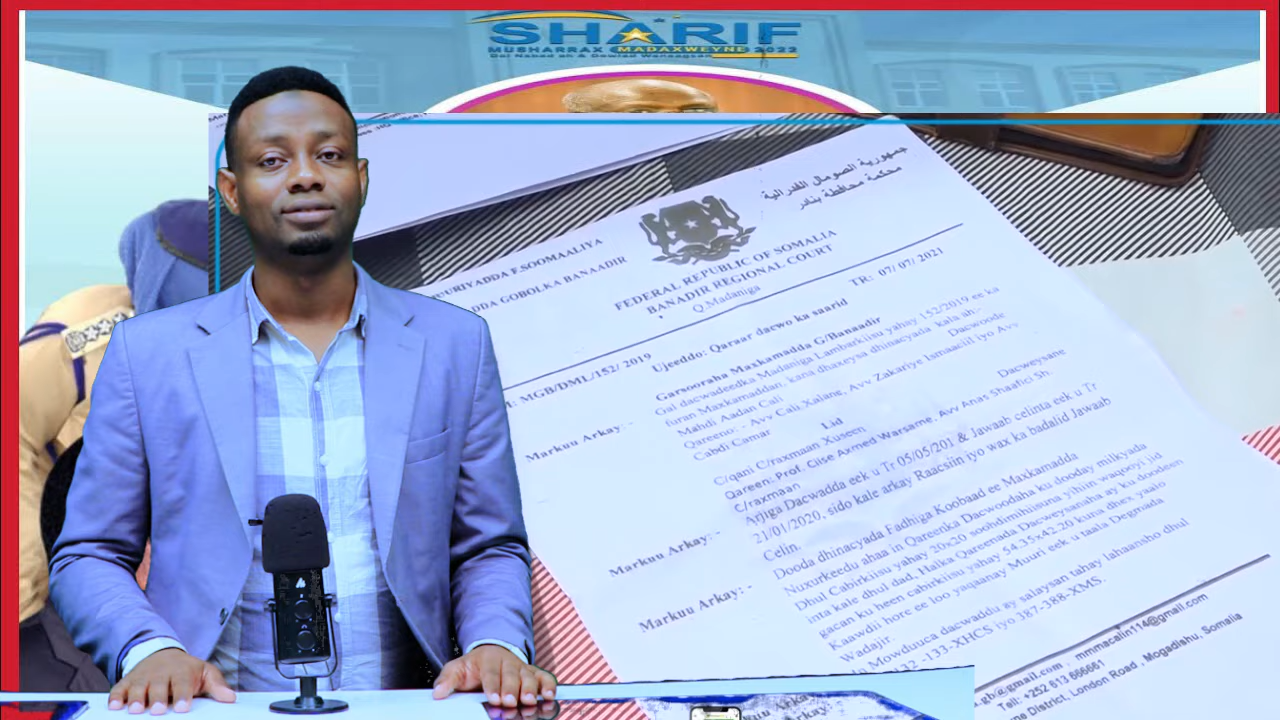 SHARIF
MUSHARRAX MADAXWEYNE 2022
جمهورية الصومال الفدرالية
محكمة محافظة بنادر
F.SOOMAALIYA
GOBOLKA BANAADIR
FEDERAL REPUBLIC OF SOMALIA
BANADIR REGIONAL COURT
Q.Madaniga
MGB/DML/152/ 2019
TR: 07/ 07/ 2021
Ujeeddo: Qaraar daewo ka saarid
Markuu Arkay: -
Garsooraha Maxkamadda G/Banaadir
Gal dacwadeedka Madaniga Lambarkiisu yahay 152/2019 ee ka
furan Maxkamaddan, kana dhaxeysa dhinacyada kala ah:-
Mahdi Aadan Cali
Dacwoode
Qareeno: - Avv Cali Xalane, Avv Zakariye Ismaaciil iyo Avv
Cabdi Camar
Lid
C/qani C/raxmaan Xuseen
Dacweysane
Qareen: Prof. Ciise Axmed Warsame, Avv Anas Shaafici Sh.
C/raxmaan
Markuu Arkay: -
Arjiga Dacwadda eek u Tr 05/05/201 & Jawaab celinta eek u Tr
21/01/2020, sido kale arkay Raacsiin iyo wax ka badalid Jawaab
Celin.
Markuu Arkay: -
Dooda dhinacyada Fadhiga Koobaad ee Maxkamadda
Nuxurkeedu ahaa in Qareenka Dacwoodaha ku dooday milkyada
Dhul Cabirkiisu yahay 20x20 soohdimihiisuna yihiin waqooyi jid
inta kale dhul dad, Halka Qareenada Dacweysanaha ay ku doodeen
gacan ku heen cabirkiisu yahay 54.35x42.20 kuna dhex yaalo
Kaawdii hore ee loo yaqaanay Muuri eek u taala Degmada
Wadajir.
Mowduuca dacwaddu ay salaysan tahay lahaansho dhul
-133-XHCS iyo 387-388-XMS.
mmmacalin114@gmail.com
Tall: +252 613 666661
District, London Road , Mogadishu, Somalia